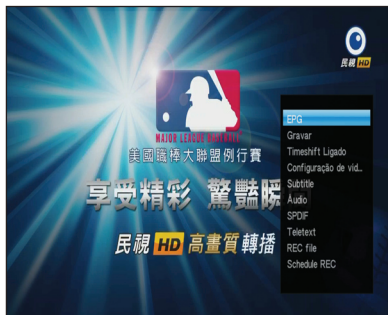 民視 HD
MAJOR LEAGUE BASEBALL
美國職棒大聯盟例行賽
享受精彩 驚豔瞬
民視 HD 高畫質 轉播
EPG
Gravar
Timeshift Ligado
Configuração de vid...
Subtitle
Áudio
SPDIF
Teletext
REC file
Schedule REC